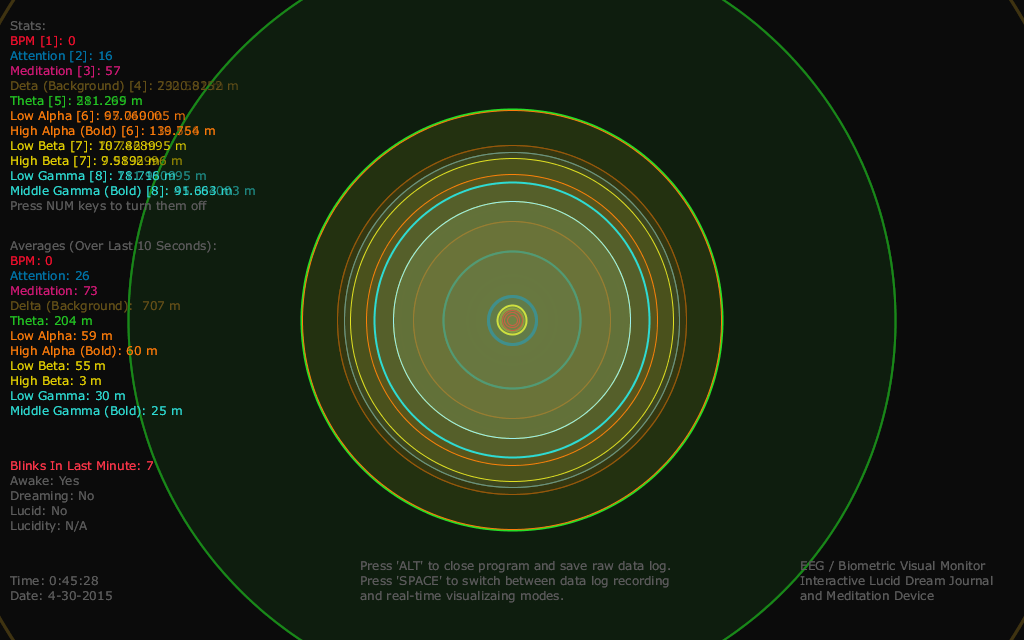 Stats:
BPM [1]: 0
Attention [2]: 16
Meditation [3]: 57
Deta (Background) [4]: m
Theta [5]: m
Low Alpha [6]: m
High Alpha (Bold) [6]: m
Low Beta [7]: m
High Beta [7]: m
Low Gamma [8]: m
Middle Gamma (Bold) [8]: m
Press NUM keys to turn them off
Averages (Over Last 10 Seconds):
BPM: 0
Attention: 26
Meditation: 73
Delta (Background): 707 m
Theta: 204 m
Low Alpha: 59 m
High Alpha (Bold): 60 m
Low Beta: 55 m
High Beta: 3 m
Low Gamma: 30 m
Middle Gamma (Bold): 25 m
Blinks In Last Minute: 7
Awake: Yes
Dreaming: No
Lucid: No
Lucidity: N/A
Time: 0:45:28
Date: 4-30-2015
Press 'ALT' to close program and save raw data log.
Press 'SPACE' to switch between data log recording
and real-time visualizaing modes.
EEG / Biometric Visual Monitor
Interactive Lucid Dream Journal
and Meditation Device